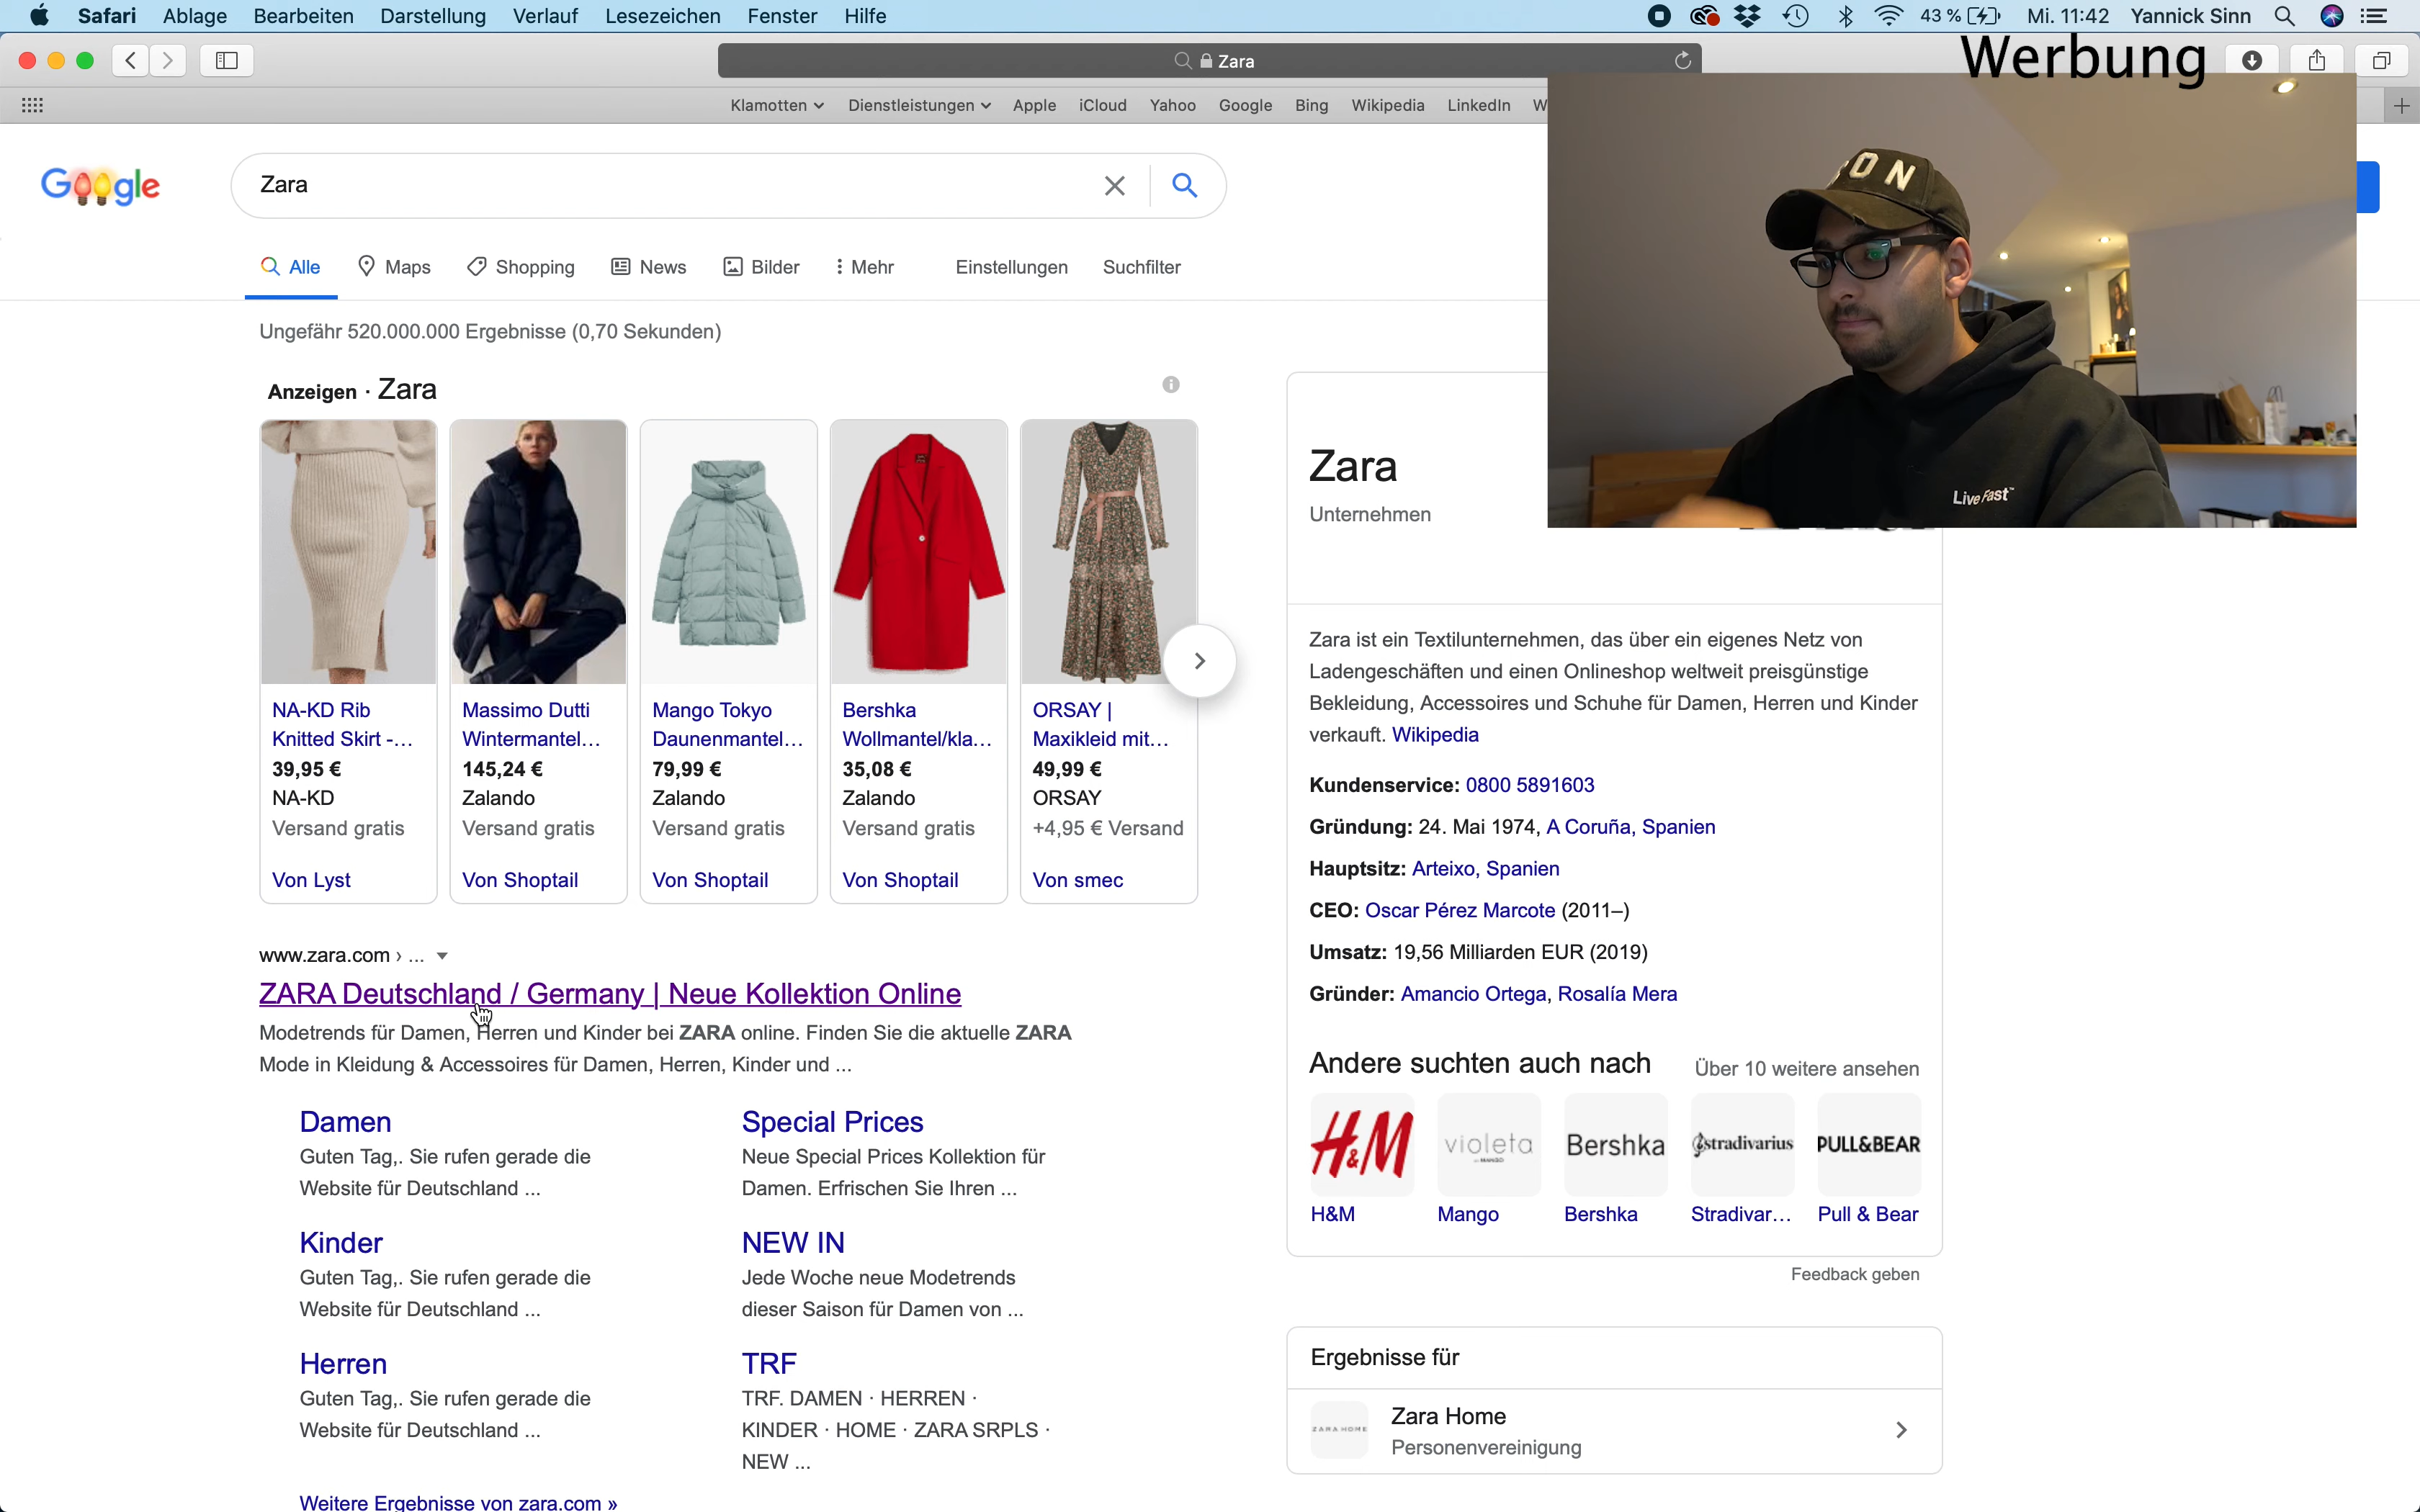 Safari Ablage Bearbeiten Darstellung Verlauf Lesezeichen Fenster Hilfe 43 % Mi. 11:42 Yannick Sinn
Zara
Werbung
Klamotten Dienstleistungen Apple iCloud Yahoo Google Bing Wikipedia LinkedIn W
Google
Zara
Alle Maps Shopping News Bilder Mehr Einstellungen Suchfilter
Ungefähr 520.000.000 Ergebnisse (0,70 Sekunden)
Anzeigen · Zara
NA-KD Rib
Knitted Skirt -...
39,95 €
NA-KD
Versand gratis
Von Lyst
Massimo Dutti
Wintermantel...
145,24 €
Zalando
Versand gratis
Von Shoptail
Mango Tokyo
Daunenmantel...
79,99 €
Zalando
Versand gratis
Von Shoptail
Bershka
Wollmantel/kla...
35,08 €
Zalando
Versand gratis
Von Shoptail
ORSAY |
Maxikleid mit...
49,99 €
ORSAY
+4,95 € Versand
Von smec
www.zara.com › ...
ZARA Deutschland / Germany | Neue Kollektion Online
Modetrends für Damen, Herren und Kinder bei ZARA online. Finden Sie die aktuelle ZARA
Mode in Kleidung & Accessoires für Damen, Herren, Kinder und ...
Damen
Guten Tag,. Sie rufen gerade die
Website für Deutschland ...
Special Prices
Neue Special Prices Kollektion für
Damen. Erfrischen Sie Ihren ...
Kinder
Guten Tag,. Sie rufen gerade die
Website für Deutschland ...
NEW IN
Jede Woche neue Modetrends
dieser Saison für Damen von ...
Herren
Guten Tag,. Sie rufen gerade die
Website für Deutschland ...
TRF
TRF. DAMEN · HERREN ·
KINDER · HOME · ZARA SRPLS ·
NEW ...
Weitere Ergebnisse von zara.com »
ON
Live Fast™
Zara
Unternehmen
Zara ist ein Textilunternehmen, das über ein eigenes Netz von
Ladengeschäften und einen Onlineshop weltweit preisgünstige
Bekleidung, Accessoires und Schuhe für Damen, Herren und Kinder
verkauft. Wikipedia
Kundenservice: 0800 5891603
Gründung: 24. Mai 1974, A Coruña, Spanien
Hauptsitz: Arteixo, Spanien
CEO: Oscar Pérez Marcote (2011–)
Umsatz: 19,56 Milliarden EUR (2019)
Gründer: Amancio Ortega, Rosalía Mera
Andere suchten auch nach Über 10 weitere ansehen
H&M violeta Bershka stradivarius PULL&BEAR
by MANGO
H&M Mango Bershka Stradivar... Pull & Bear
Feedback geben
Ergebnisse für
ZARA HOME
Zara Home
Personenvereinigung